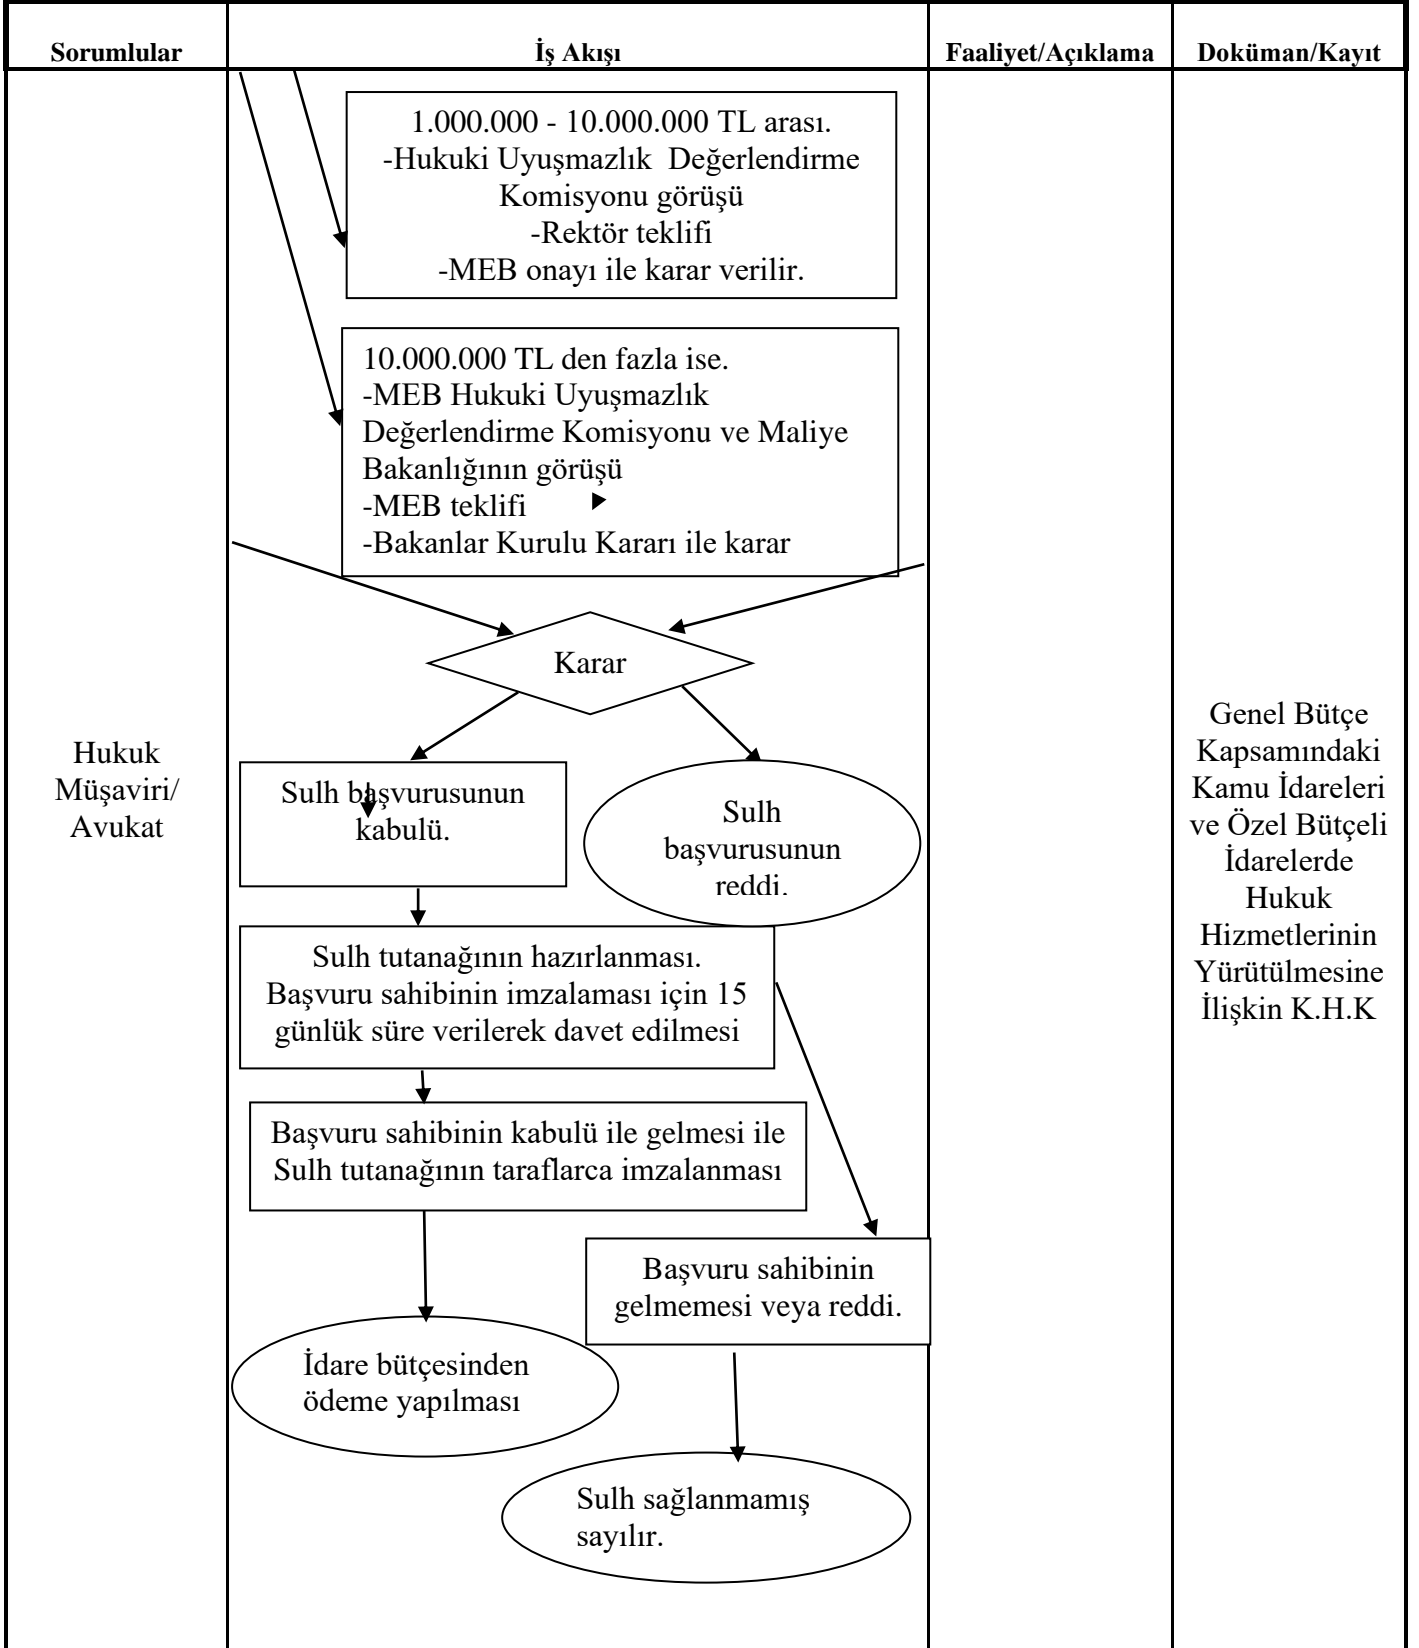 Sorumlular
İş Akışı
Faaliyet/Açıklama
Doküman/Kayıt
1.000.000 - 10.000.000 TL arası.
-Hukuki Uyuşmazlık Değerlendirme
Komisyonu görüşü
-Rektör teklifi
-MEB onayı ile karar verilir.
10.000.000 TL den fazla ise.
-MEB Hukuki Uyuşmazlık
Değerlendirme Komisyonu ve Maliye
Bakanlığının görüşü
-MEB teklifi
-Bakanlar Kurulu Kararı ile karar
Karar
Hukuk
Müşaviri/
Avukat
Sulh başvurusunun
kabulü.
Sulh
başvurusunun
reddi.
Genel Bütçe
Kapsamındaki
Kamu İdareleri
ve Özel Bütçeli
İdarelerde
Hukuk
Hizmetlerinin
Yürütülmesine
İlişkin K.H.K
Sulh tutanağının hazırlanması.
Başvuru sahibinin imzalaması için 15
günlük süre verilerek davet edilmesi
Başvuru sahibinin kabulü ile gelmesi ile
Sulh tutanağının taraflarca imzalanması
Başvuru sahibinin
gelmemesi veya reddi.
İdare bütçesinden
ödeme yapılması
Sulh sağlanmamış
sayılır.